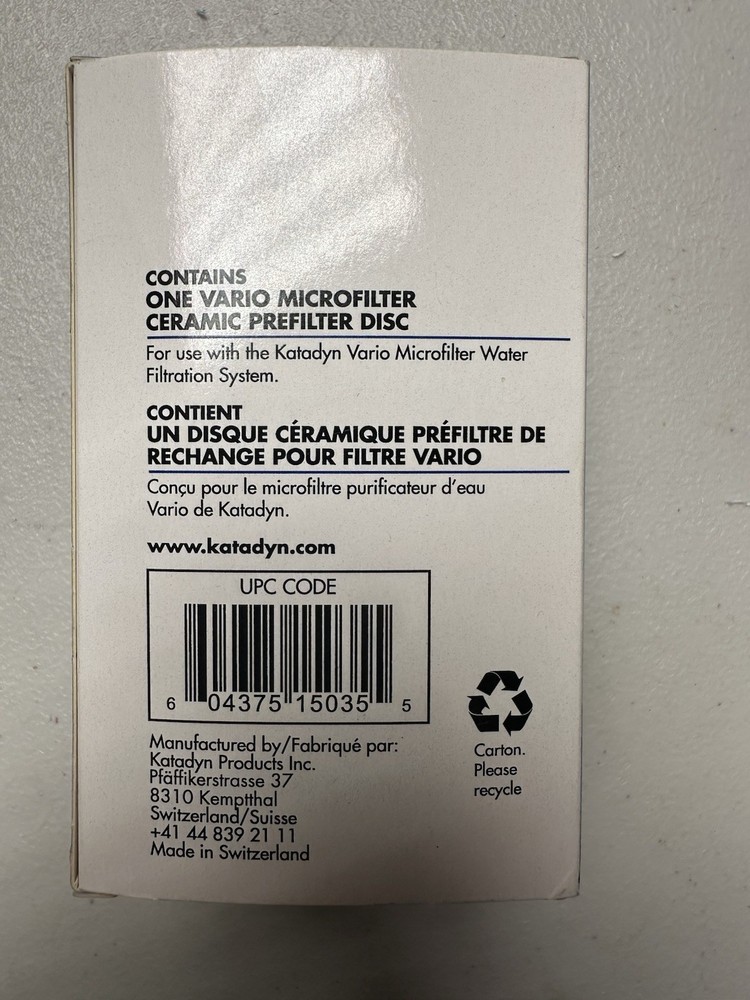 CONTAINS
ONE VARIO MICROFILTER
CERAMIC PREFILTER DISC
For use with the Katadyn Vario Microfilter Water
Filtration System.
CONTIENT
UN DISQUE CÉRAMIQUE PRÉFILTRE DE
RECHANGE POUR FILTRE VARIO
Conçu pour le microfiltre purificateur d'eau
Vario de Katadyn.
www.katadyn.com
UPC CODE
6 04375 15035 5
Manufactured by/Fabriqué par:
Katadyn Products Inc.
Pfäffikerstrasse 37
8310 Kemptthal
Switzerland/Suisse
+41 44 839 21 11
Made in Switzerland
Carton.
Please
recycle